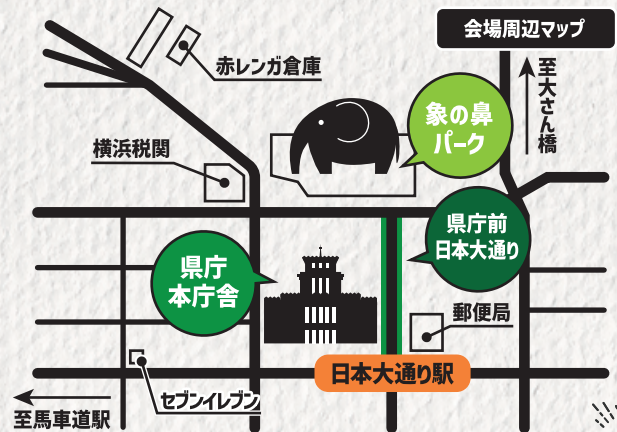 会場周辺マップ
赤レンガ倉庫
至大さん橋
象の鼻
パーク
横浜税関
県庁前
日本大通り
県庁
本庁舎
郵便局
日本大通り駅
セブンイレブン
至馬車道駅